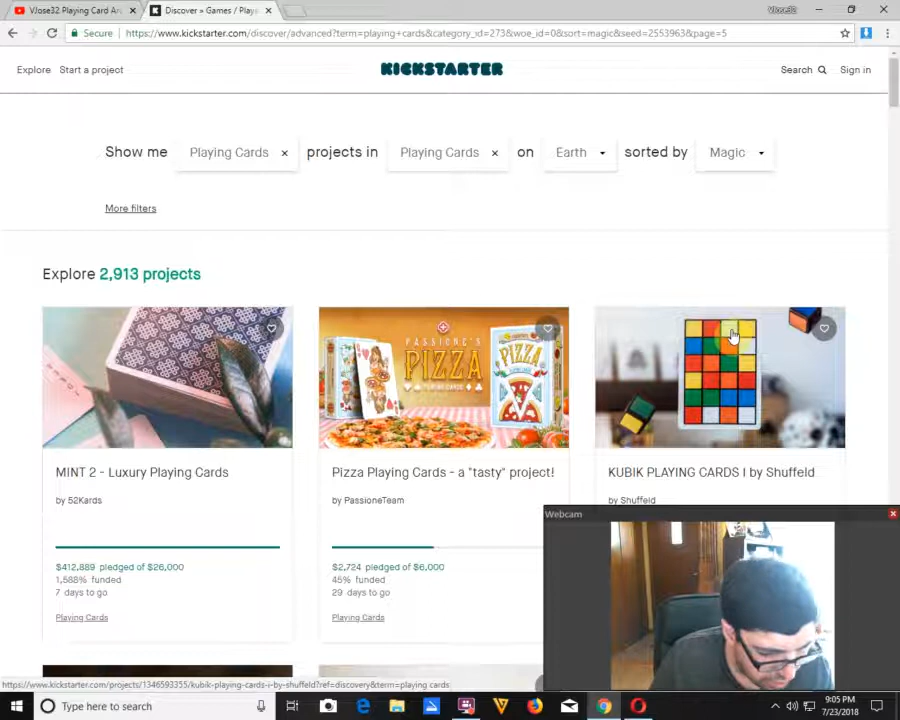 VJose32 Playing Card Arc
Discover » Games / Playi
VJose32
Secure
https://www.kickstarter.com/discover/advanced?term=playing+cards&category_id=273&woe_id=0&sort=magic&seed=2553963&page=5
Explore
Start a project
KICKSTARTER
Search
Sign in
Show me Playing Cards × projects in Playing Cards × on Earth sorted by Magic
More filters
Explore 2,913 projects
PASSIONE'S
PIZZA
PLAYING CARDS
PIZZA
MINT 2 - Luxury Playing Cards
by 52Kards
$412,889 pledged of $26,000
1,588% funded
7 days to go
Playing Cards
Pizza Playing Cards - a "tasty" project!
by PassioneTeam
$2,724 pledged of $6,000
45% funded
29 days to go
Playing Cards
KUBIK PLAYING CARDS I by Shuffeld
by Shuffeld
Webcam
https://www.kickstarter.com/projects/1346593355/kubik-playing-cards-i-by-shuffeld?ref=discovery&term=playing cards
Type here to search
9:05 PM
7/23/2018